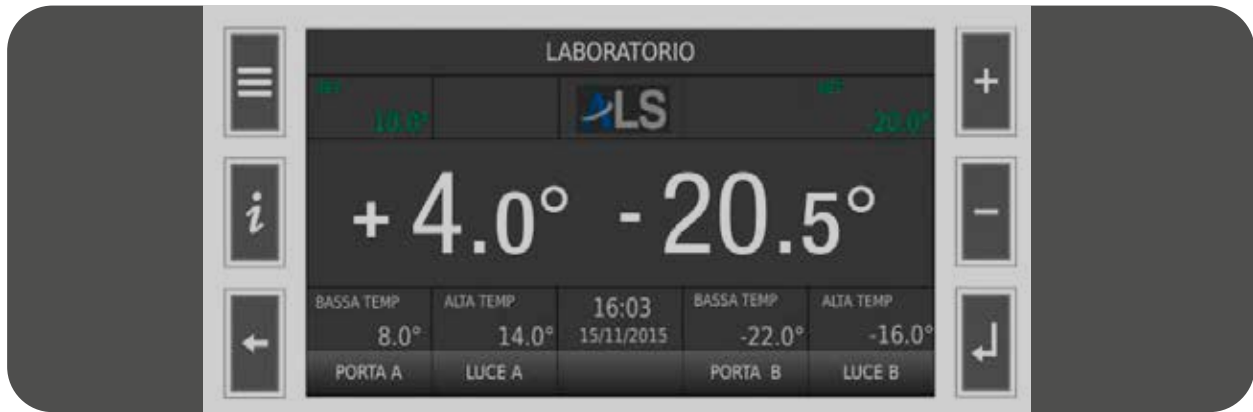 LABORATORIO
10.0° ALS -20.0°
+4.0° -20.5°
BASSA TEMP ALTA TEMP 16:03 BASSA TEMP ALTA TEMP
8.0° 14.0° 15/11/2015 -22.0° -16.0°
PORTA A LUCE A PORTA B LUCE B